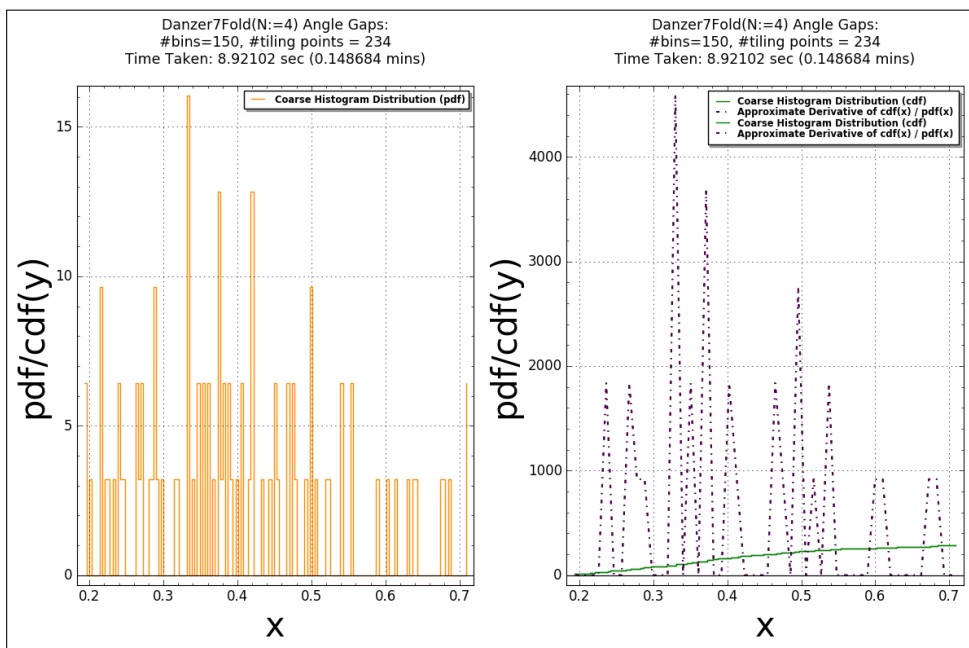 Danzer7Fold(N:=4) Angle Gaps:
#bins=150, #tiling points = 234
Time Taken: 8.92102 sec (0.148684 mins)
Coarse Histogram Distribution (pdf)
15
10
5
0
pdf/cdf(y)
0.2 0.3 0.4 0.5 0.6 0.7
x
Danzer7Fold(N:=4) Angle Gaps:
#bins=150, #tiling points = 234
Time Taken: 8.92102 sec (0.148684 mins)
Coarse Histogram Distribution (cdf)
Approximate Derivative of cdf(x) / pdf(x)
Coarse Histogram Distribution (cdf)
Approximate Derivative of cdf(x) / pdf(x)
4000
3000
2000
1000
0
pdf/cdf(y)
0.2 0.3 0.4 0.5 0.6 0.7
x